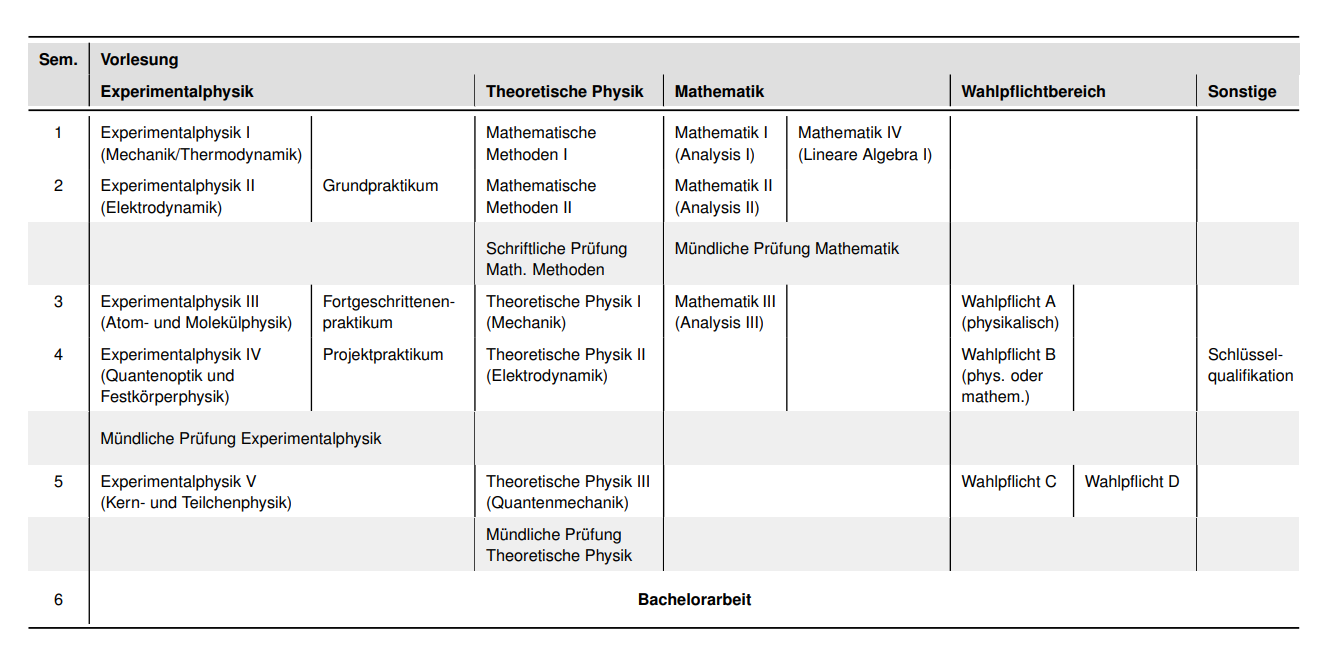 Sem. Vorlesung
Experimentalphysik Theoretische Physik Mathematik Wahlpflichtbereich Sonstige
1 Experimentalphysik I Mathematische Mathematik I Mathematik IV
(Mechanik/Thermodynamik) Methoden I (Analysis I) (Lineare Algebra I)
2 Experimentalphysik II Grundpraktikum Mathematische Mathematik II
(Elektrodynamik) Methoden II (Analysis II)
Schriftliche Prüfung Mündliche Prüfung Mathematik
Math. Methoden
3 Experimentalphysik III Fortgeschrittenen- Theoretische Physik I Mathematik III Wahlpflicht A
(Atom- und Molekülphysik) praktikum (Mechanik) (Analysis III) (physikalisch)
4 Experimentalphysik IV Projektpraktikum Theoretische Physik II Wahlpflicht B Schlüssel-
(Quantenoptik und (Elektrodynamik) (phys. oder qualifikation
Festkörperphysik) mathem.)
Mündliche Prüfung Experimentalphysik
5 Experimentalphysik V Theoretische Physik III Wahlpflicht C Wahlpflicht D
(Kern- und Teilchenphysik) (Quantenmechanik)
Mündliche Prüfung
Theoretische Physik
6 Bachelorarbeit